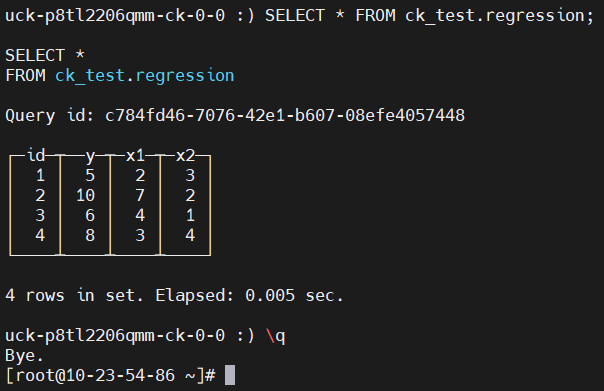 uck-p8tl2206qmm-ck-0-0 :) SELECT * FROM ck_test.regression;
SELECT *
FROM ck_test.regression
Query id: c784fd46-7076-42e1-b607-08efe4057448
id y x1 x2
1 5 2 3
2 10 7 2
3 6 4 1
4 8 3 4
4 rows in set. Elapsed: 0.005 sec.
uck-p8tl2206qmm-ck-0-0 :) \q
Bye.
[root@10-23-54-86 ~]#